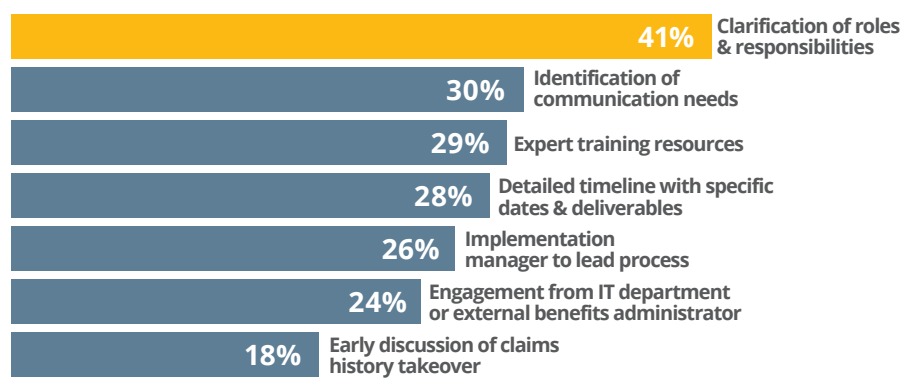 41%
Clarification of roles
& responsibilities
30%
Identification of
communication needs
29%
Expert training resources
28%
Detailed timeline with specific
dates & deliverables
26%
Implementation
manager to lead process
24%
Engagement from IT department
or external benefits administrator
18%
Early discussion of claims
history takeover